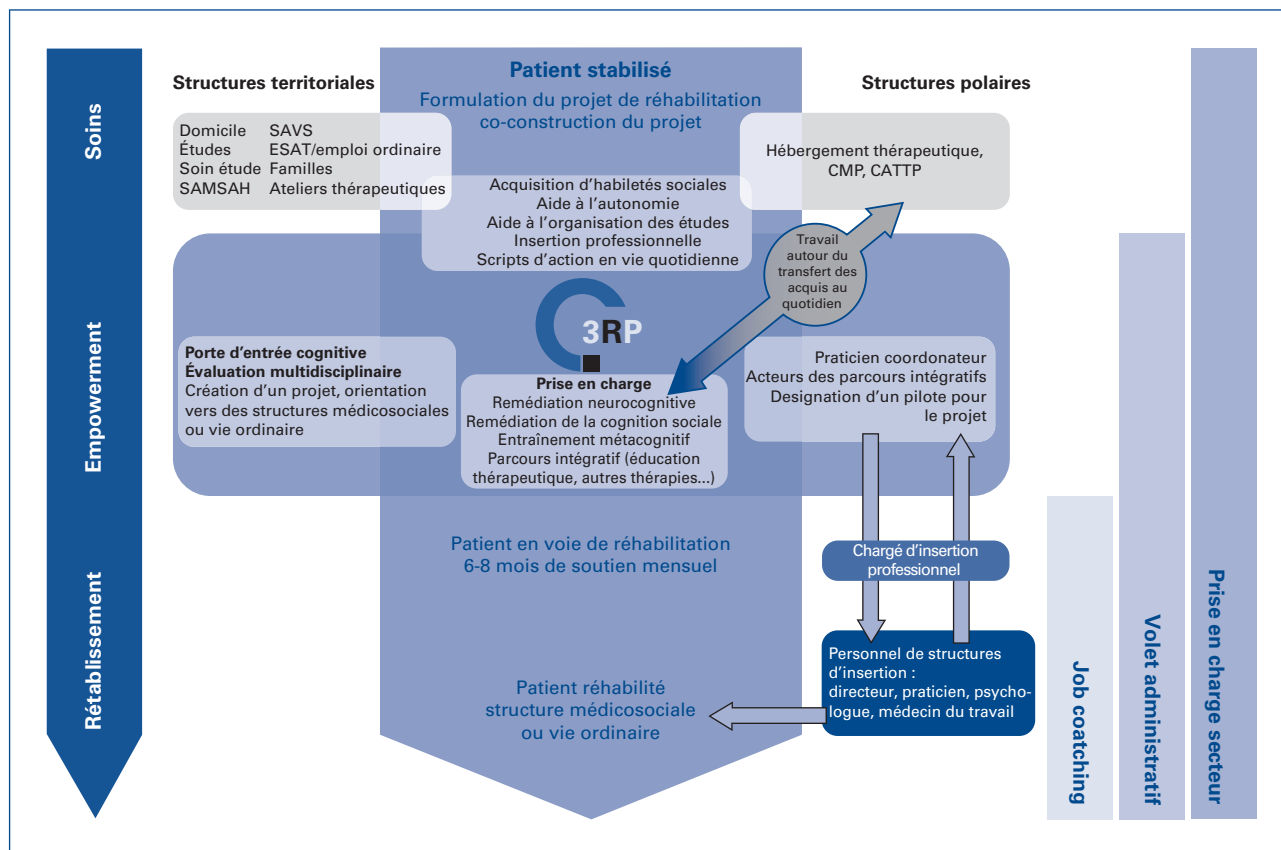 Soins
Empowerment
Rétablissement
Structures territoriales
Domicile SAVS
Études ESAT/emploi ordinaire
Soin étude Familles
SAMSAH Ateliers thérapeutiques
Patient stabilisé
Formulation du projet de réhabilitation
co-construction du projet
Structures polaires
Hébergement thérapeutique,
CMP, CATTP
Acquisition d’habiletés sociales
Aide à l’autonomie
Aide à l’organisation des études
Insertion professionnelle
Scripts d’action en vie quotidienne
Travail
autour du
transfert des
acquis au
quotidien
3RP
Porte d’entrée cognitive
Évaluation multidisciplinaire
Création d’un projet, orientation
vers des structures médicosociales
ou vie ordinaire
Prise en charge
Remédiation neurocognitive
Remédiation de la cognition sociale
Entraînement métacognitif
Parcours intégratif (éducation
thérapeutique, autres thérapies...)
Praticien coordonateur
Acteurs des parcours intégratifs
Designation d’un pilote pour
le projet
Patient en voie de réhabilitation
6-8 mois de soutien mensuel
Chargé d’insertion
professionnel
Personnel de structures
d’insertion :
directeur, praticien, psycho-
logue, médecin du travail
Patient réhabilité
structure médicosociale
ou vie ordinaire
Job coatching
Volet administratif
Prise en charge secteur